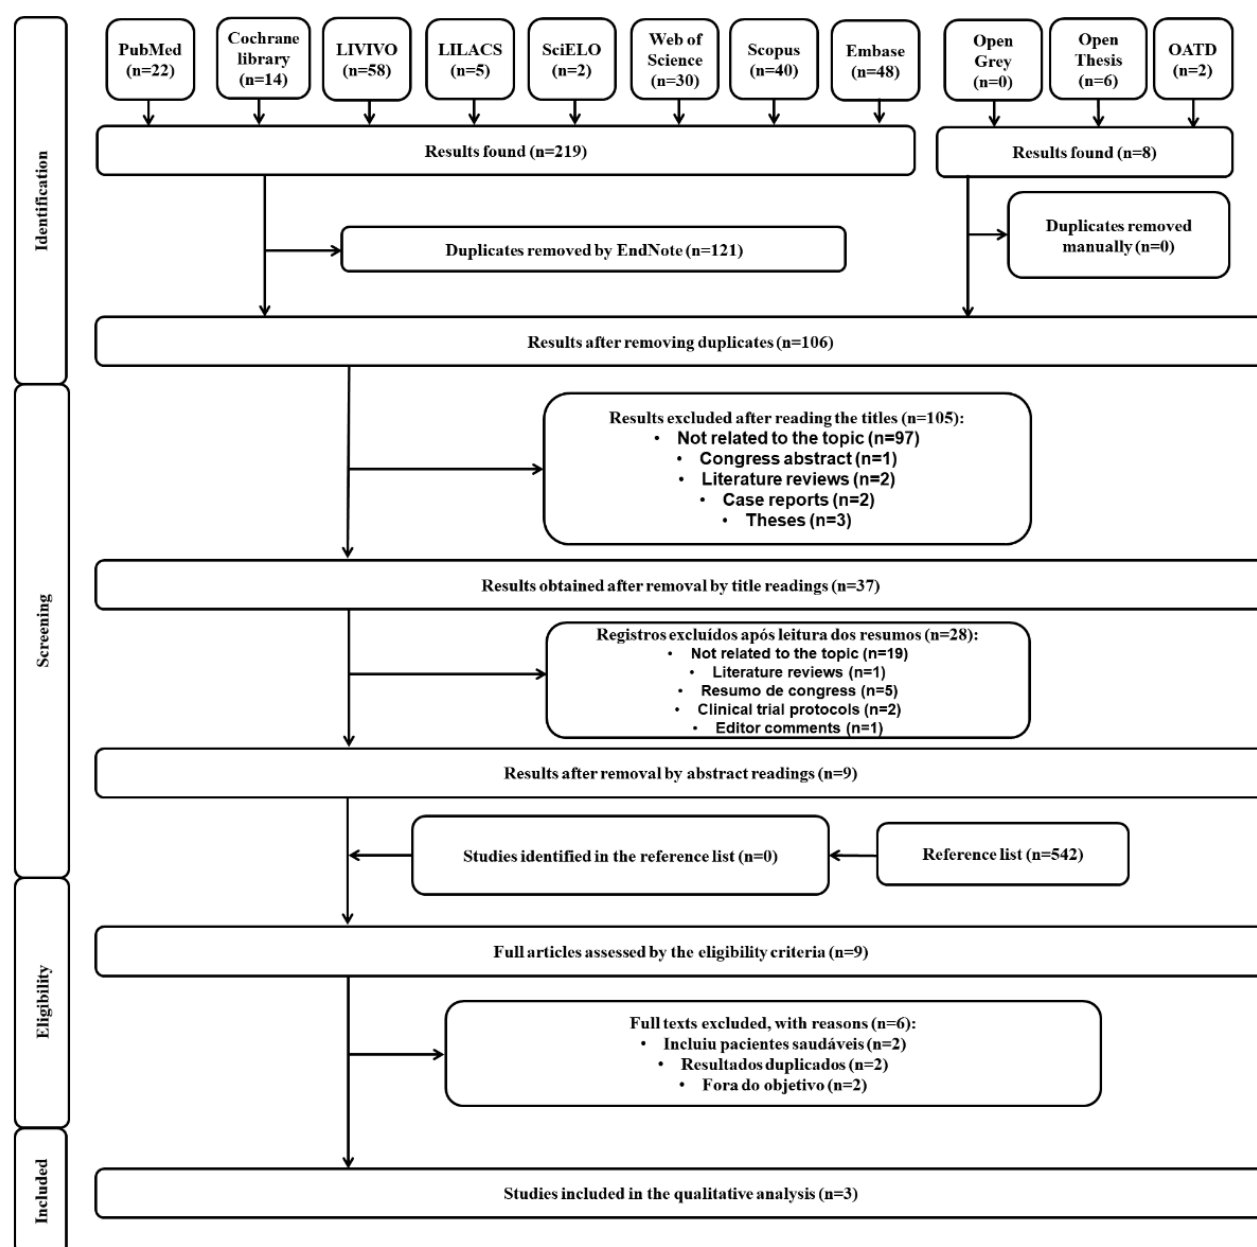 PubMed
(n=22)
Cochrane
library
(n=14)
LIVIVO
(n=58)
LILACS
(n=5)
SciELO
(n=2)
Web of
Science
(n=30)
Scopus
(n=40)
Embase
(n=48)
Open
Grey
(n=0)
Open
Thesis
(n=6)
OATD
(n=2)
Identification
Results found (n=219)
Results found (n=8)
Duplicates removed by EndNote (n=121)
Duplicates removed
manually (n=0)
Results after removing duplicates (n=106)
Screening
Results excluded after reading the titles (n=105):
• Not related to the topic (n=97)
• Congress abstract (n=1)
• Literature reviews (n=2)
• Case reports (n=2)
• Theses (n=3)
Results obtained after removal by title readings (n=37)
Registros excluídos após leitura dos resumos (n=28):
• Not related to the topic (n=19)
• Literature reviews (n=1)
• Resumo de congress (n=5)
• Clinical trial protocols (n=2)
• Editor comments (n=1)
Results after removal by abstract readings (n=9)
Studies identified in the reference list (n=0)
Reference list (n=542)
Eligibility
Full articles assessed by the eligibility criteria (n=9)
Full texts excluded, with reasons (n=6):
• Incluiu pacientes saudáveis (n=2)
• Resultados duplicados (n=2)
• Fora do objetivo (n=2)
Included
Studies included in the qualitative analysis (n=3)